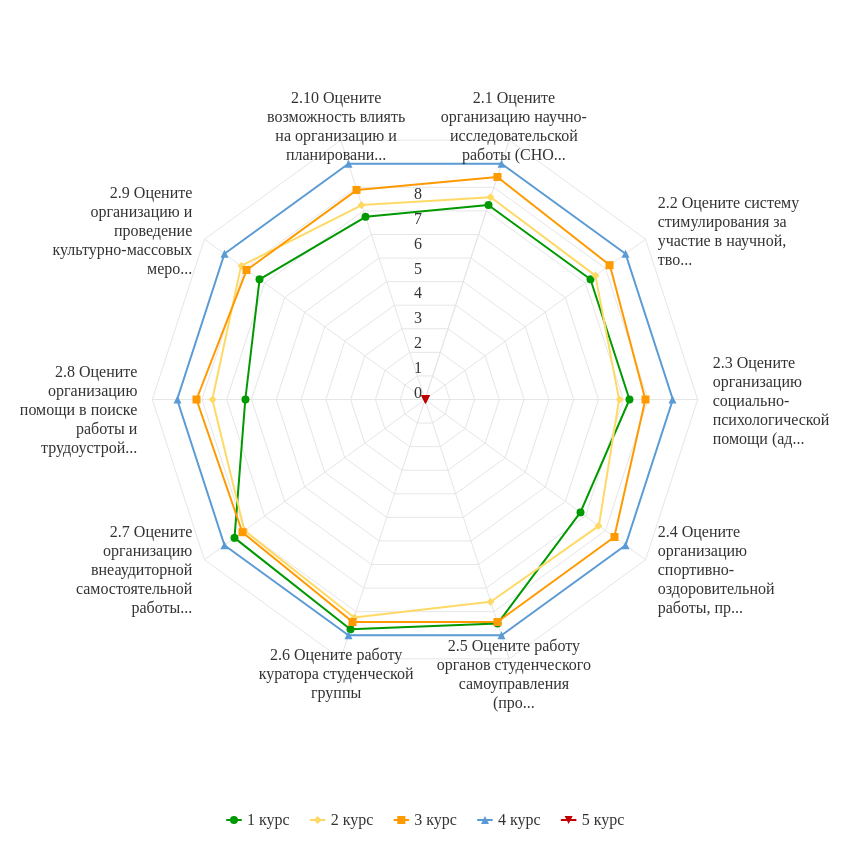 2.10 Оцените
возможность влиять
на организацию и
планировани...
2.1 Оцените
организацию научно-
исследовательской
работы (СНО...
2.9 Оцените
организацию и
проведение
культурно-массовых
меро...
2.2 Оцените систему
стимулирования за
участие в научной,
тво...
8
7
6
5
4
3
2
1
0
2.8 Оцените
организацию
помощи в поиске
работы и
трудоустрой...
2.3 Оцените
организацию
социально-
психологической
помощи (ад...
2.7 Оцените
организацию
внеаудиторной
самостоятельной
работы...
2.4 Оцените
организацию
спортивно-
оздоровительной
работы, пр...
2.6 Оцените работу
куратора студенческой
группы
2.5 Оцените работу
органов студенческого
самоуправления
(про...
1 курс 2 курс 3 курс 4 курс 5 курс